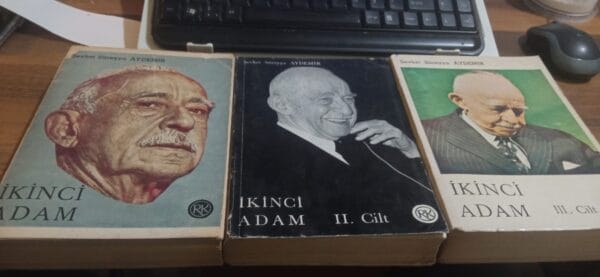 Şevket Süreyya AYDEMİR
İKİNCİ
ADAM
RK
Şevket Süreyya AYDEMİR
İKİNCİ
ADAM II. Cilt
RK
Şevket Süreyya AYDEMİR
İKİNCİ
ADAM III. Cilt